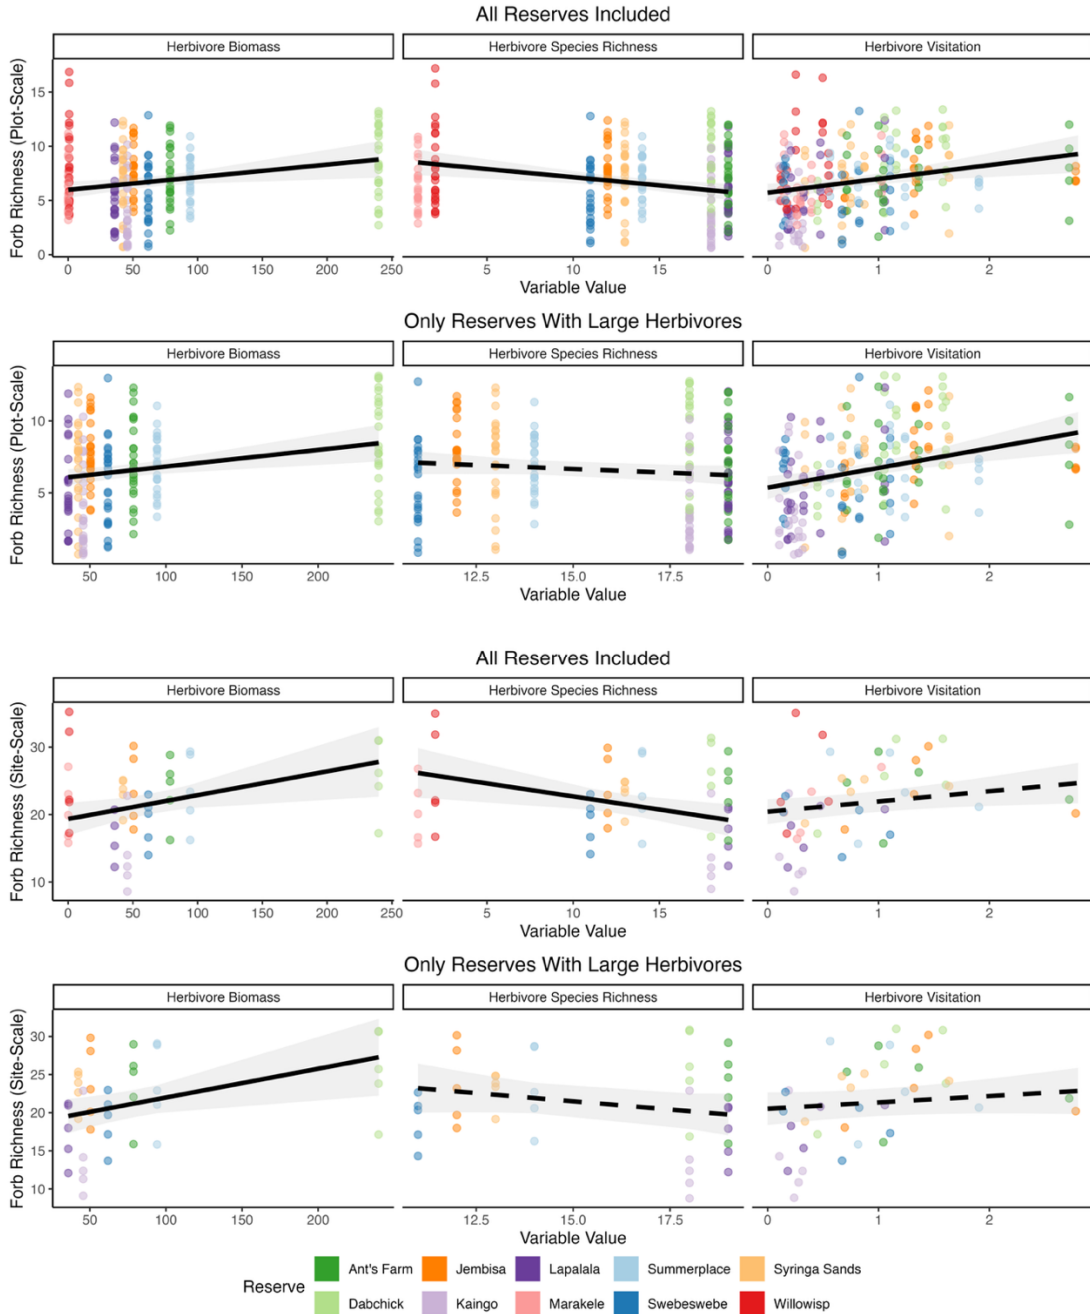 All Reserves Included
Herbivore Biomass Herbivore Species Richness Herbivore Visitation
Forb Richness (Plot-Scale)
15
10
5
0
0 50 100 150 200 250 5 10 15 0 1 2
Variable Value
Only Reserves With Large Herbivores
Herbivore Biomass Herbivore Species Richness Herbivore Visitation
Forb Richness (Plot-Scale)
10
5
50 100 150 200 12.5 15.0 17.5 0 1 2
Variable Value
All Reserves Included
Herbivore Biomass Herbivore Species Richness Herbivore Visitation
Forb Richness (Site-Scale)
30
20
10
0 50 100 150 200 250 5 10 15 0 1 2
Variable Value
Only Reserves With Large Herbivores
Herbivore Biomass Herbivore Species Richness Herbivore Visitation
Forb Richness (Site-Scale)
30
25
20
15
10
50 100 150 200 12.5 15.0 17.5 0 1 2
Variable Value
Reserve
Ant's Farm Jembisa Lapalala Summerplace Syringa Sands
Dabchick Kaingo Marakele Swebeswebe Willowisp